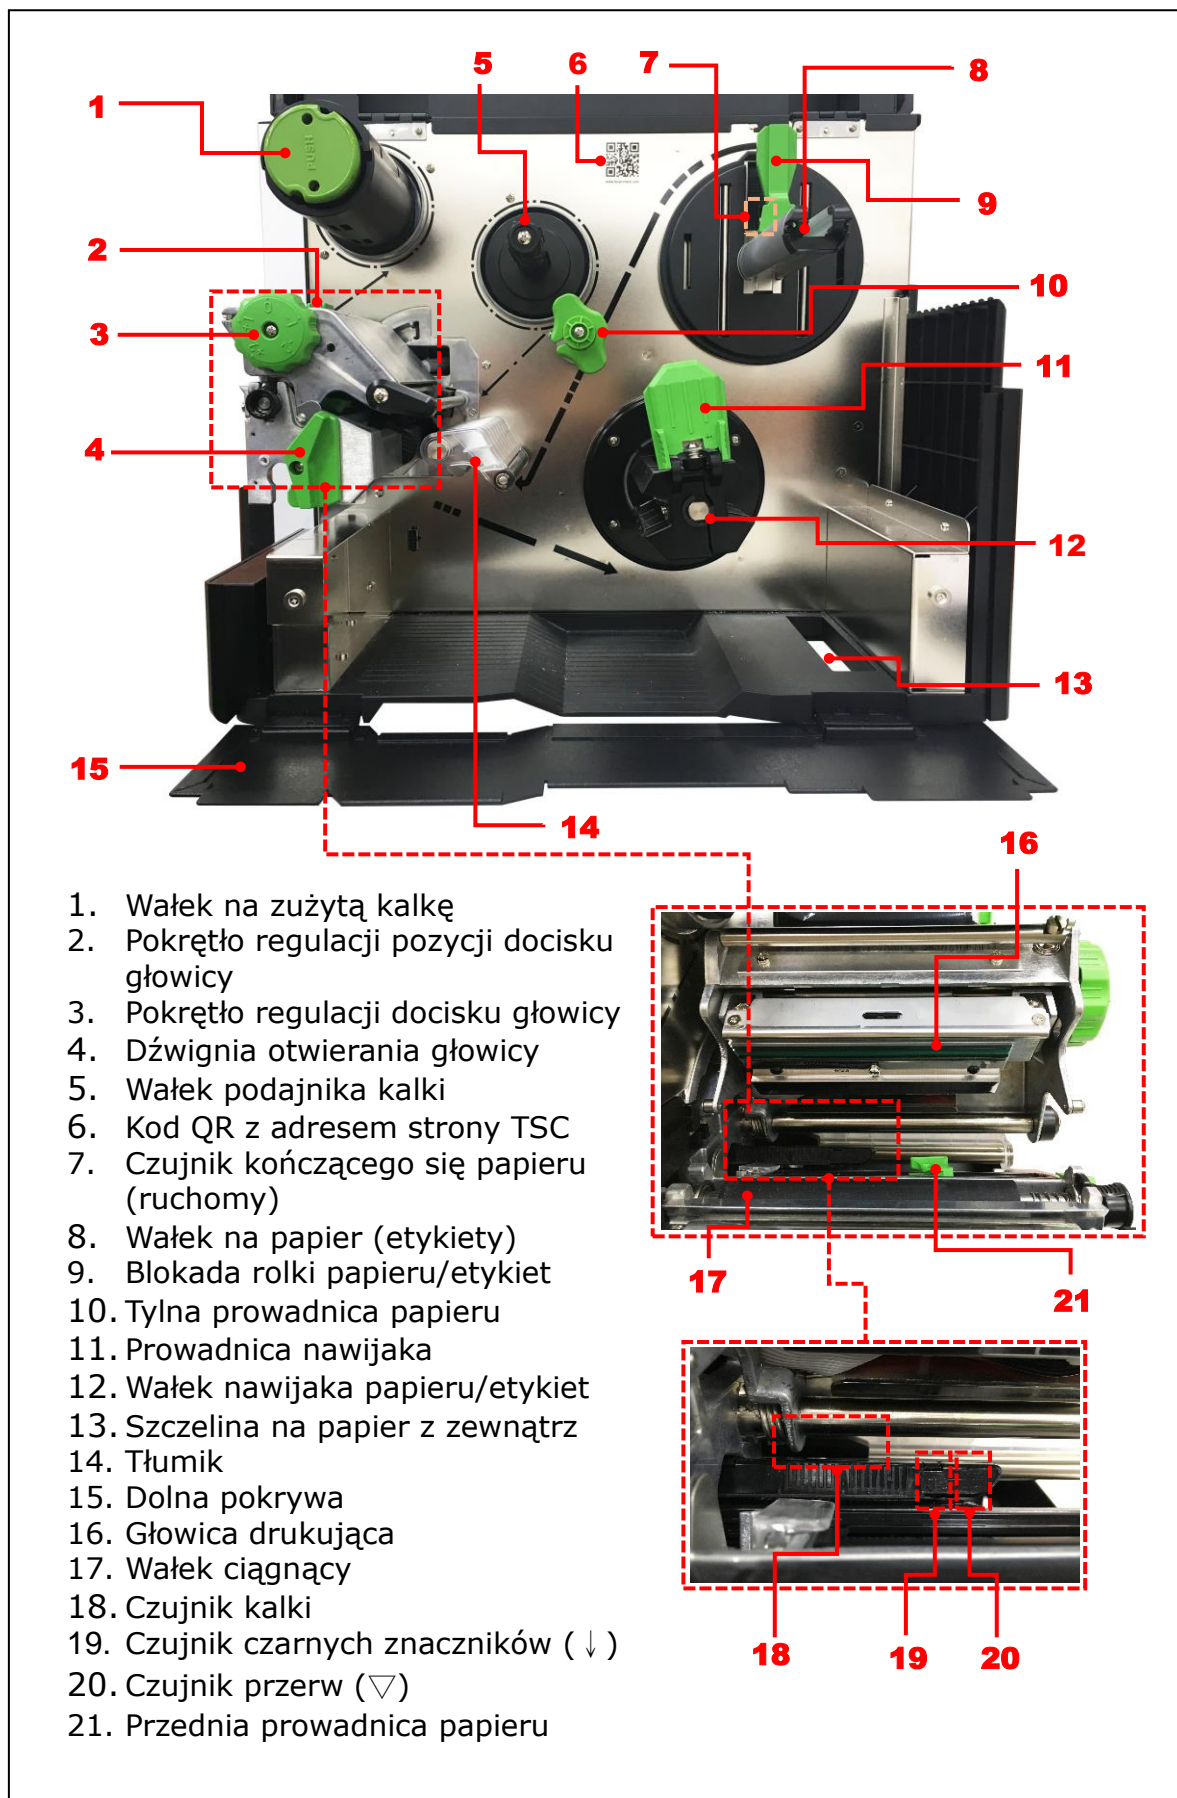 5
6
7
8
1
PUSH
9
2
10
3
11
4
12
13
15
14
16
1. Wałek na zużytą kalkę
2. Pokrętło regulacji pozycji docisku
głowicy
3. Pokrętło regulacji docisku głowicy
4. Dźwignia otwierania głowicy
5. Wałek podajnika kalki
6. Kod QR z adresem strony TSC
7. Czujnik kończącego się papieru
(ruchomy)
8. Wałek na papier (etykiety)
9. Blokada rolki papieru/etykiet
10. Tylna prowadnica papieru
11. Prowadnica nawijaka
12. Wałek nawijaka papieru/etykiet
13. Szczelina na papier z zewnątrz
14. Tłumik
15. Dolna pokrywa
16. Głowica drukująca
17. Wałek ciągnący
18. Czujnik kalki
19. Czujnik czarnych znaczników (↓)
20. Czujnik przerw (▽)
21. Przednia prowadnica papieru
17
21
18
19
20